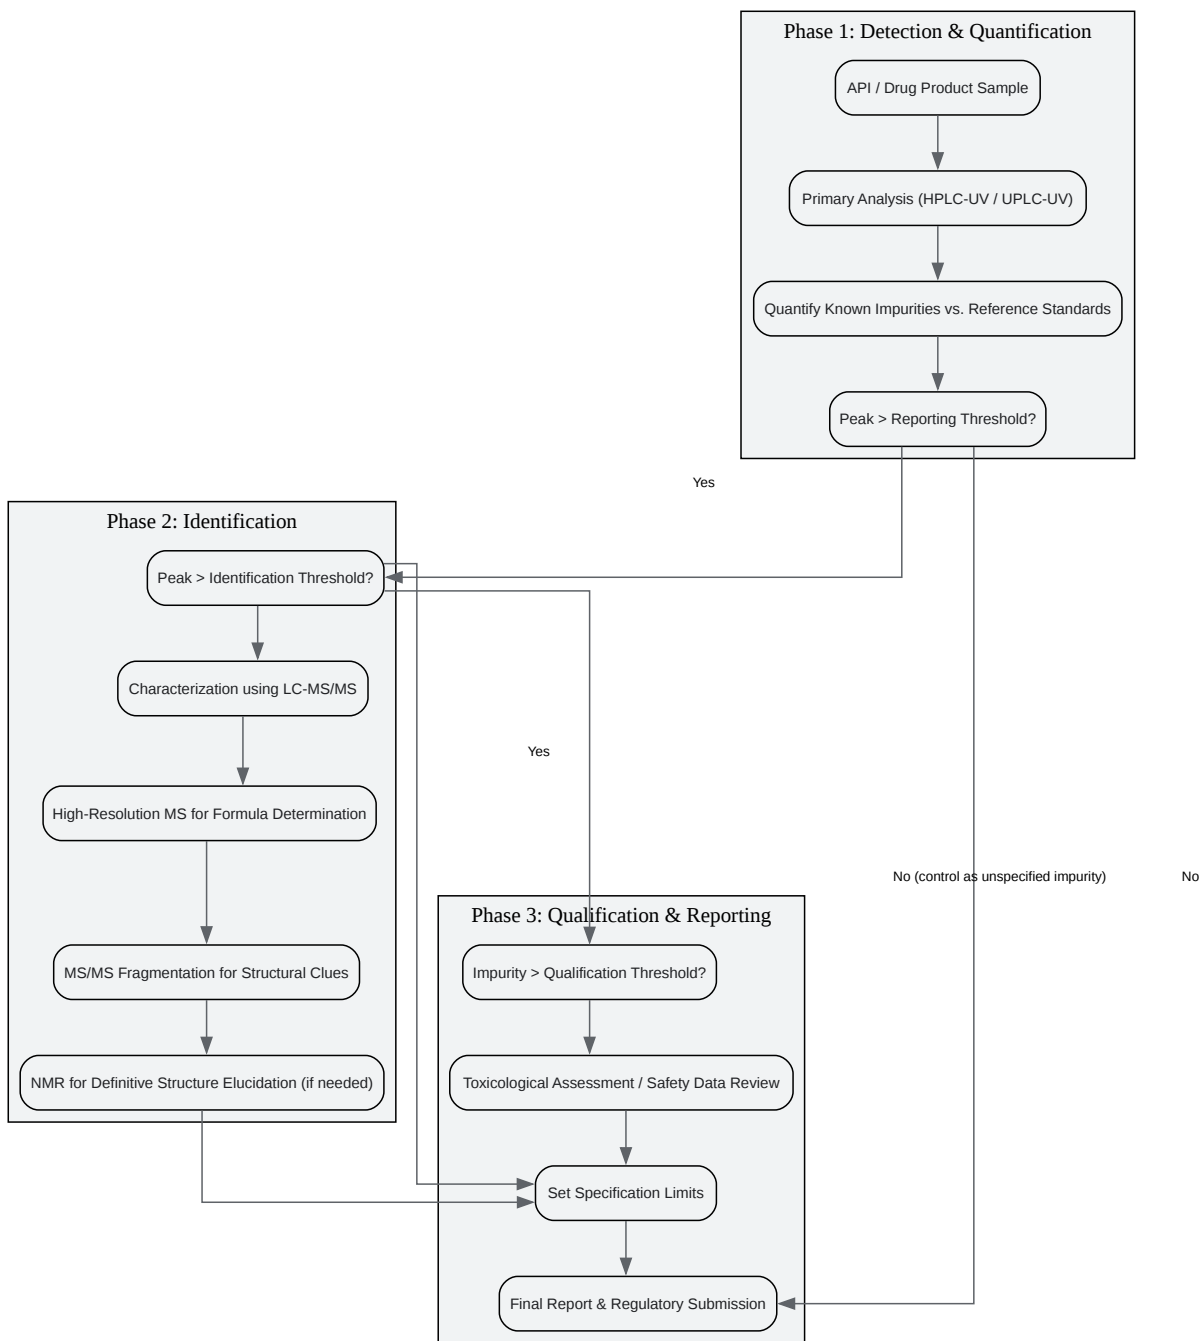 Phase 1: Detection & Quantification
API / Drug Product Sample
Primary Analysis (HPLC-UV / UPLC-UV)
Quantify Known Impurities vs. Reference Standards
Peak > Reporting Threshold?
Yes
Phase 2: Identification
Peak > Identification Threshold?
Characterization using LC-MS/MS
Yes
High-Resolution MS for Formula Determination
No (control as unspecified impurity)
No
Phase 3: Qualification & Reporting
MS/MS Fragmentation for Structural Clues
Impurity > Qualification Threshold?
NMR for Definitive Structure Elucidation (if needed)
Toxicological Assessment / Safety Data Review
Set Specification Limits
Final Report & Regulatory Submission